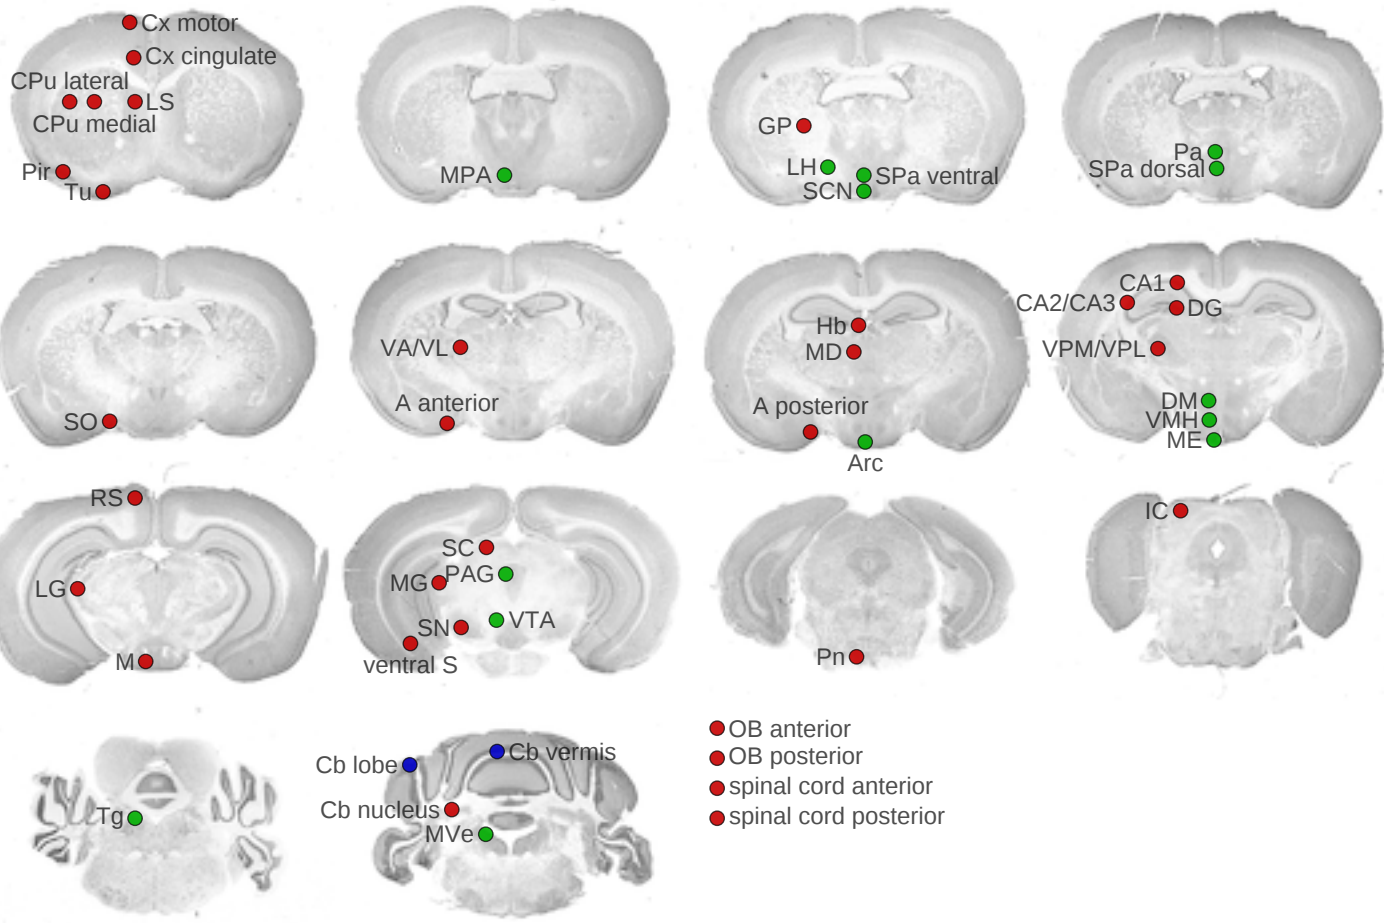 Cx motor
Cx cingulate
CPu lateral
LS
CPu medial
Pir
Tu
MPA
GP
LH
SPa ventral
SCN
Pa
SPa dorsal
SO
VA/VL
A anterior
Hb
MD
A posterior
Arc
CA1
CA2/CA3
DG
VPM/VPL
DM
VMH
ME
RS
LG
M
SC
MG
PAG
SN
VTA
ventral S
Pn
IC
Tg
Cb lobe
Cb vermis
Cb nucleus
MVe
OB anterior
OB posterior
spinal cord anterior
spinal cord posterior